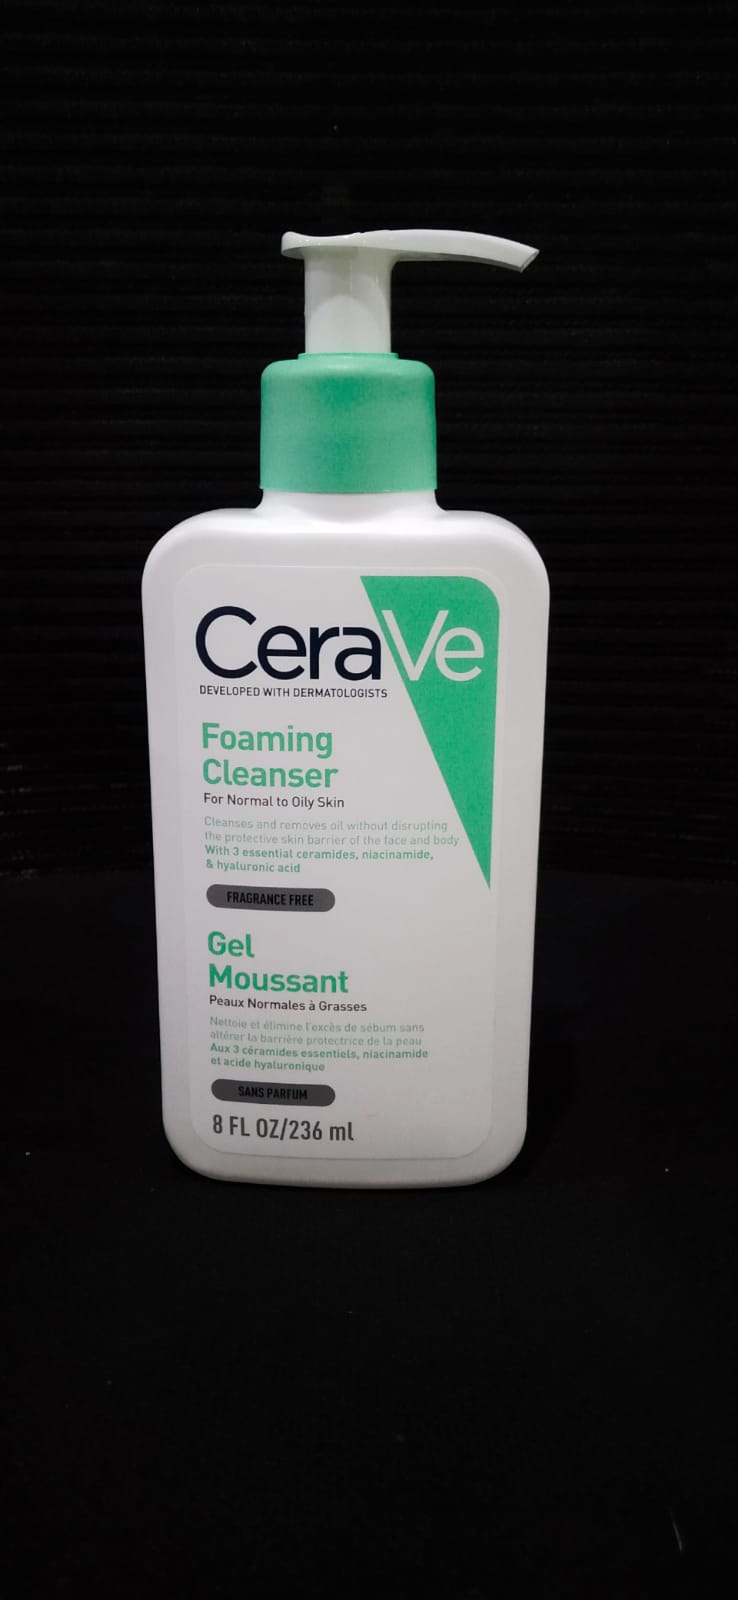 CeraVe
DEVELOPED WITH DERMATOLOGISTS
Foaming
Cleanser
For Normal to Oily Skin
Cleanses and removes oil without disrupting
the protective skin barrier of the face and body
With 3 essential ceramides, niacinamide,
& hyaluronic acid
FRAGRANCE FREE
Gel
Moussant
Peaux Normales à Grasses
Nettoie et élimine l'excès de sébum sans
altérer la barrière protectrice de la peau
Aux 3 céramides essentiels, niacinamide
et acide hyaluronique
SANS PARFUM
8 FL OZ/236 ml